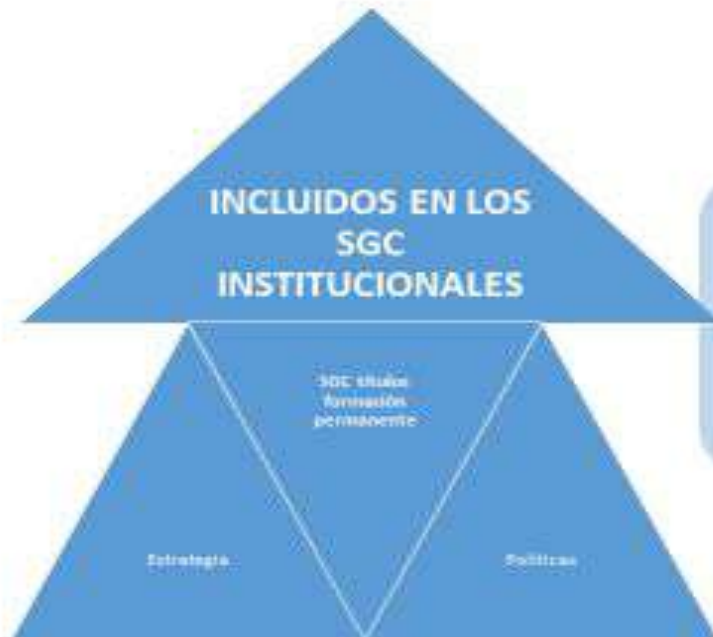 INCLUIDOS EN LOS
SGC
INSTITUCIONALES
SGC títulos
formación
permanente
Estrategia
Políticas